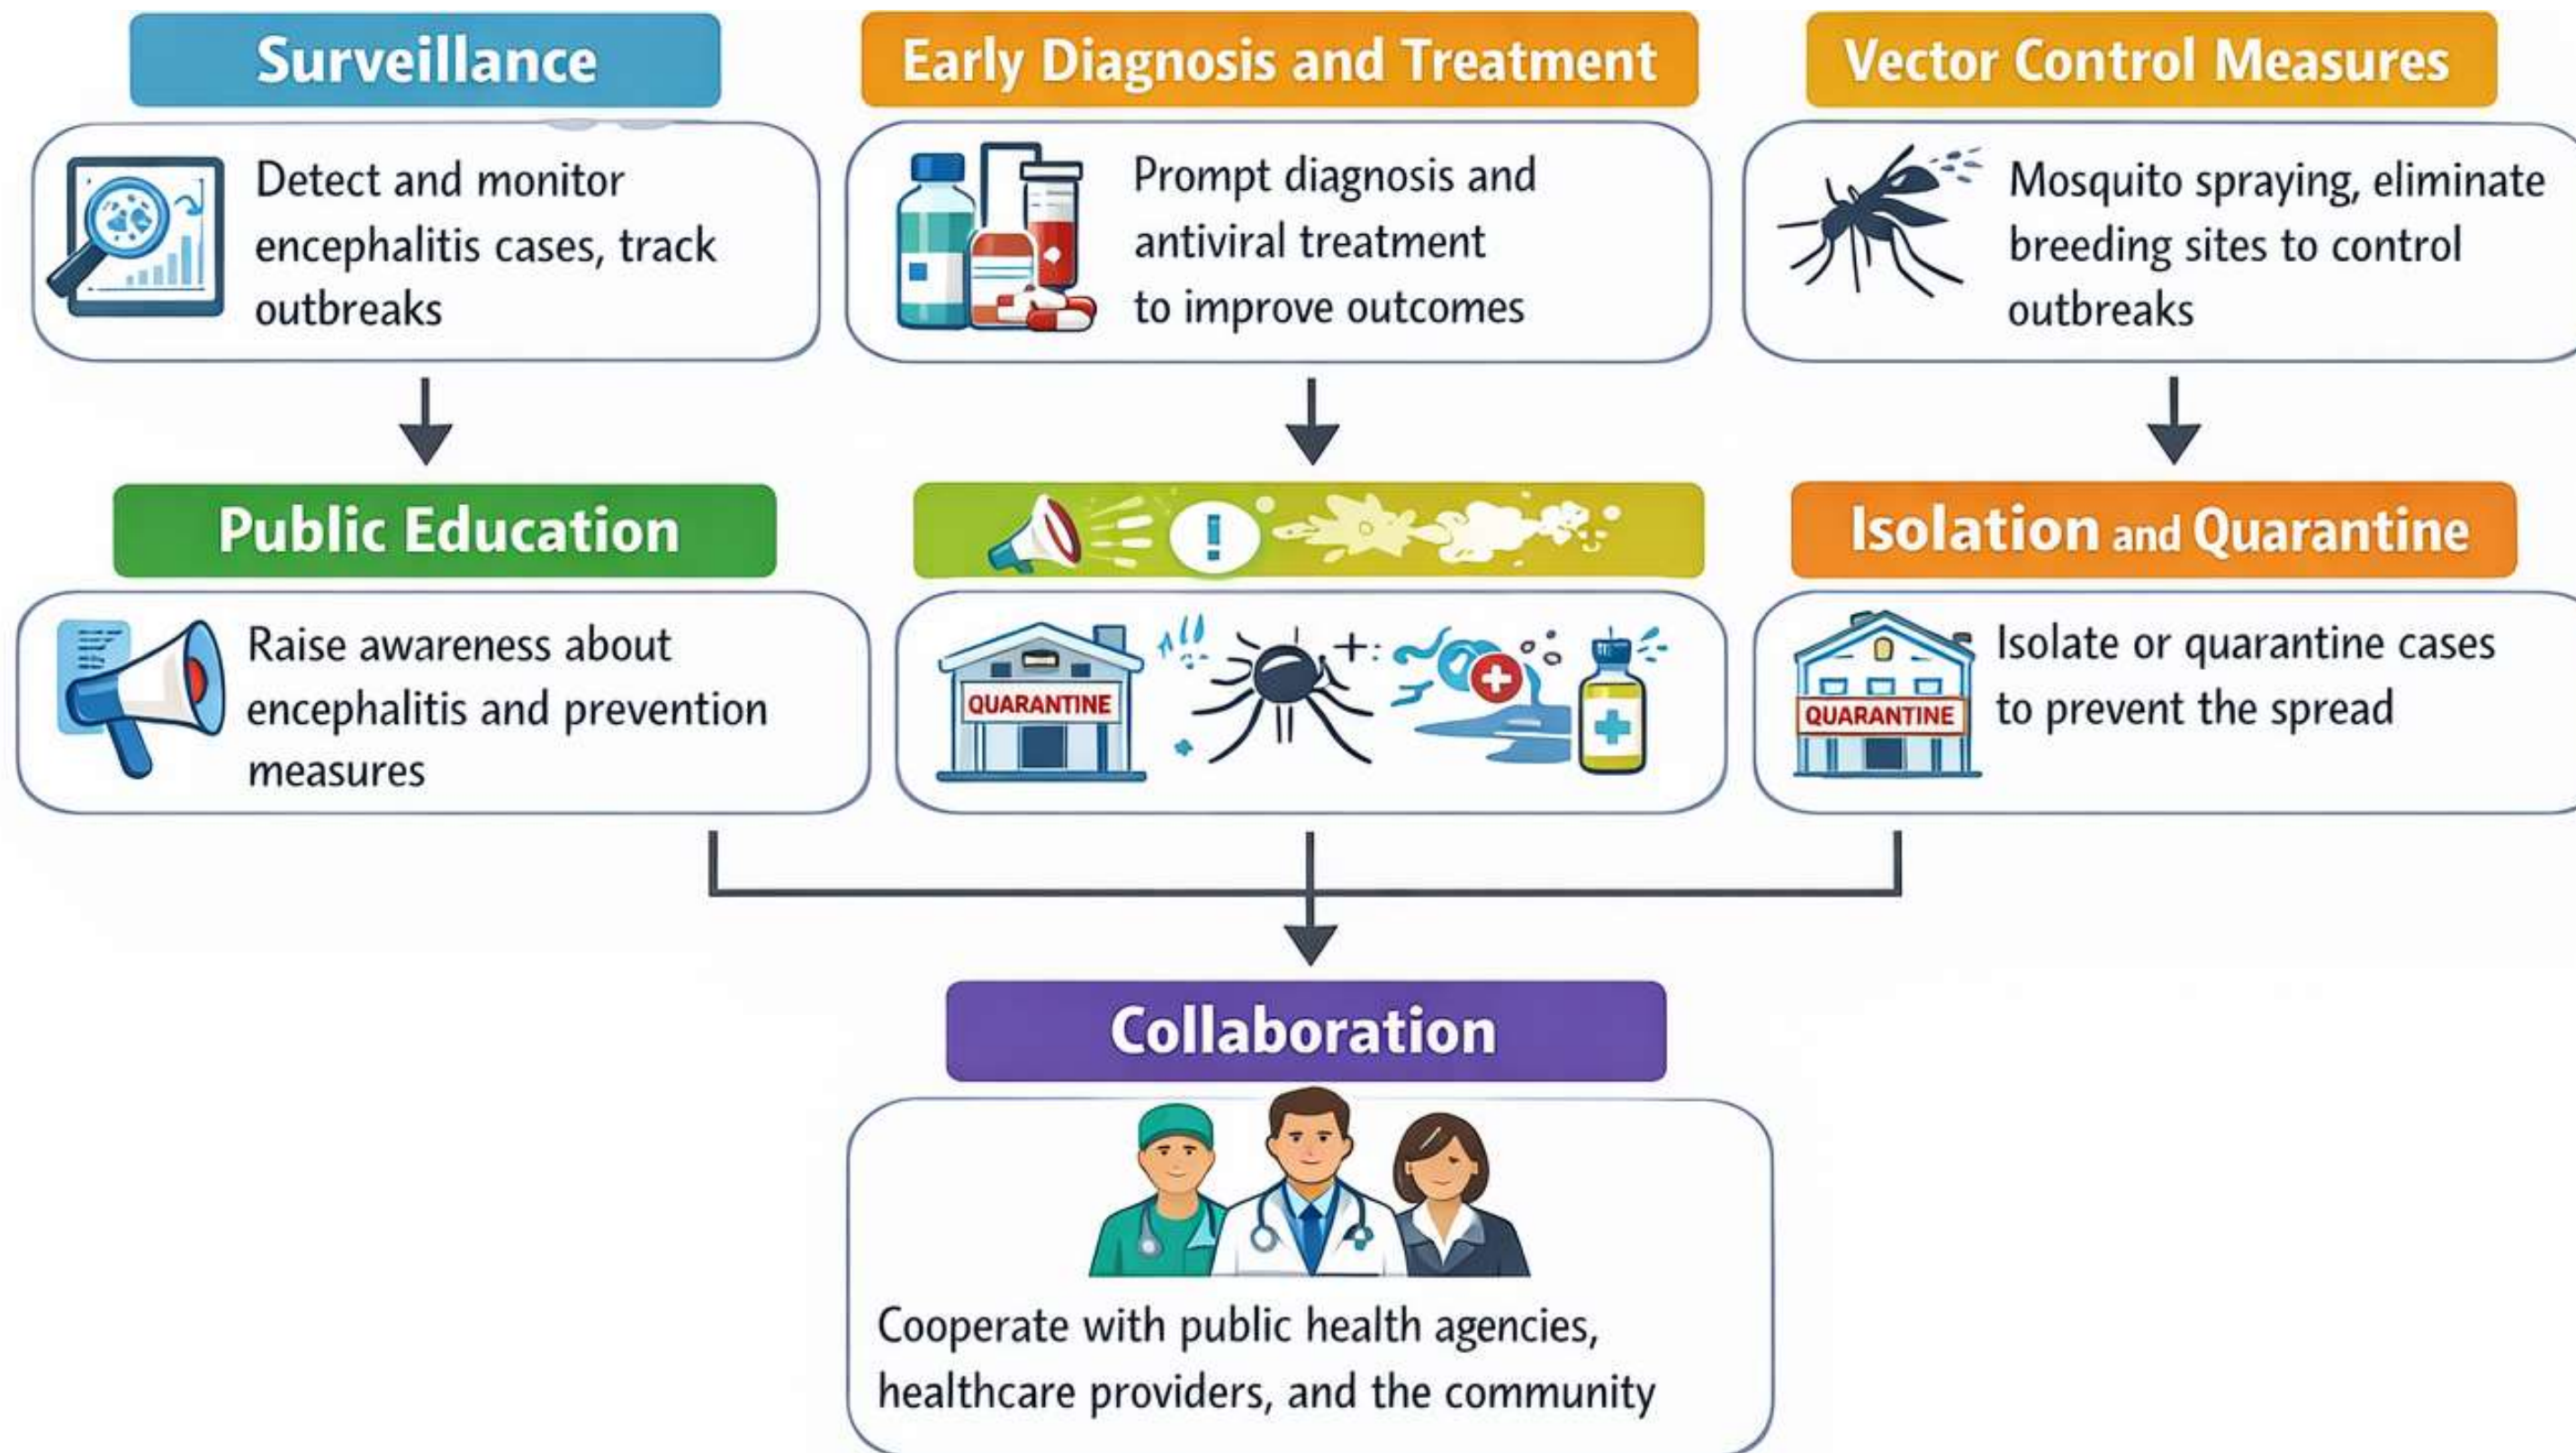 Surveillance
Detect and monitor
encephalitis cases, track
outbreaks
Early Diagnosis and Treatment
Prompt diagnosis and
antiviral treatment
to improve outcomes
Vector Control Measures
Mosquito spraying, eliminate
breeding sites to control
outbreaks
Public Education
Raise awareness about
encephalitis and prevention
measures
!
QUARANTINE
Isolation and Quarantine
QUARANTINE
Isolate or quarantine cases
to prevent the spread
Collaboration
Cooperate with public health agencies,
healthcare providers, and the community